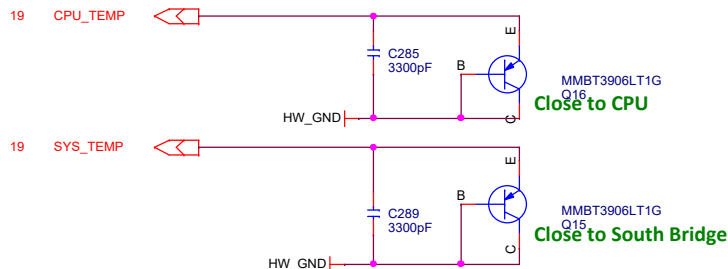 19 CPU_TEMP
E
C285
3300pF
B
MMBT3906LT1G
Q16
Close to CPU
HW_GND
C
19 SYS_TEMP
E
B
C289
3300pF
MMBT3906LT1G
Q15
Close to South Bridge
C
HW_GND